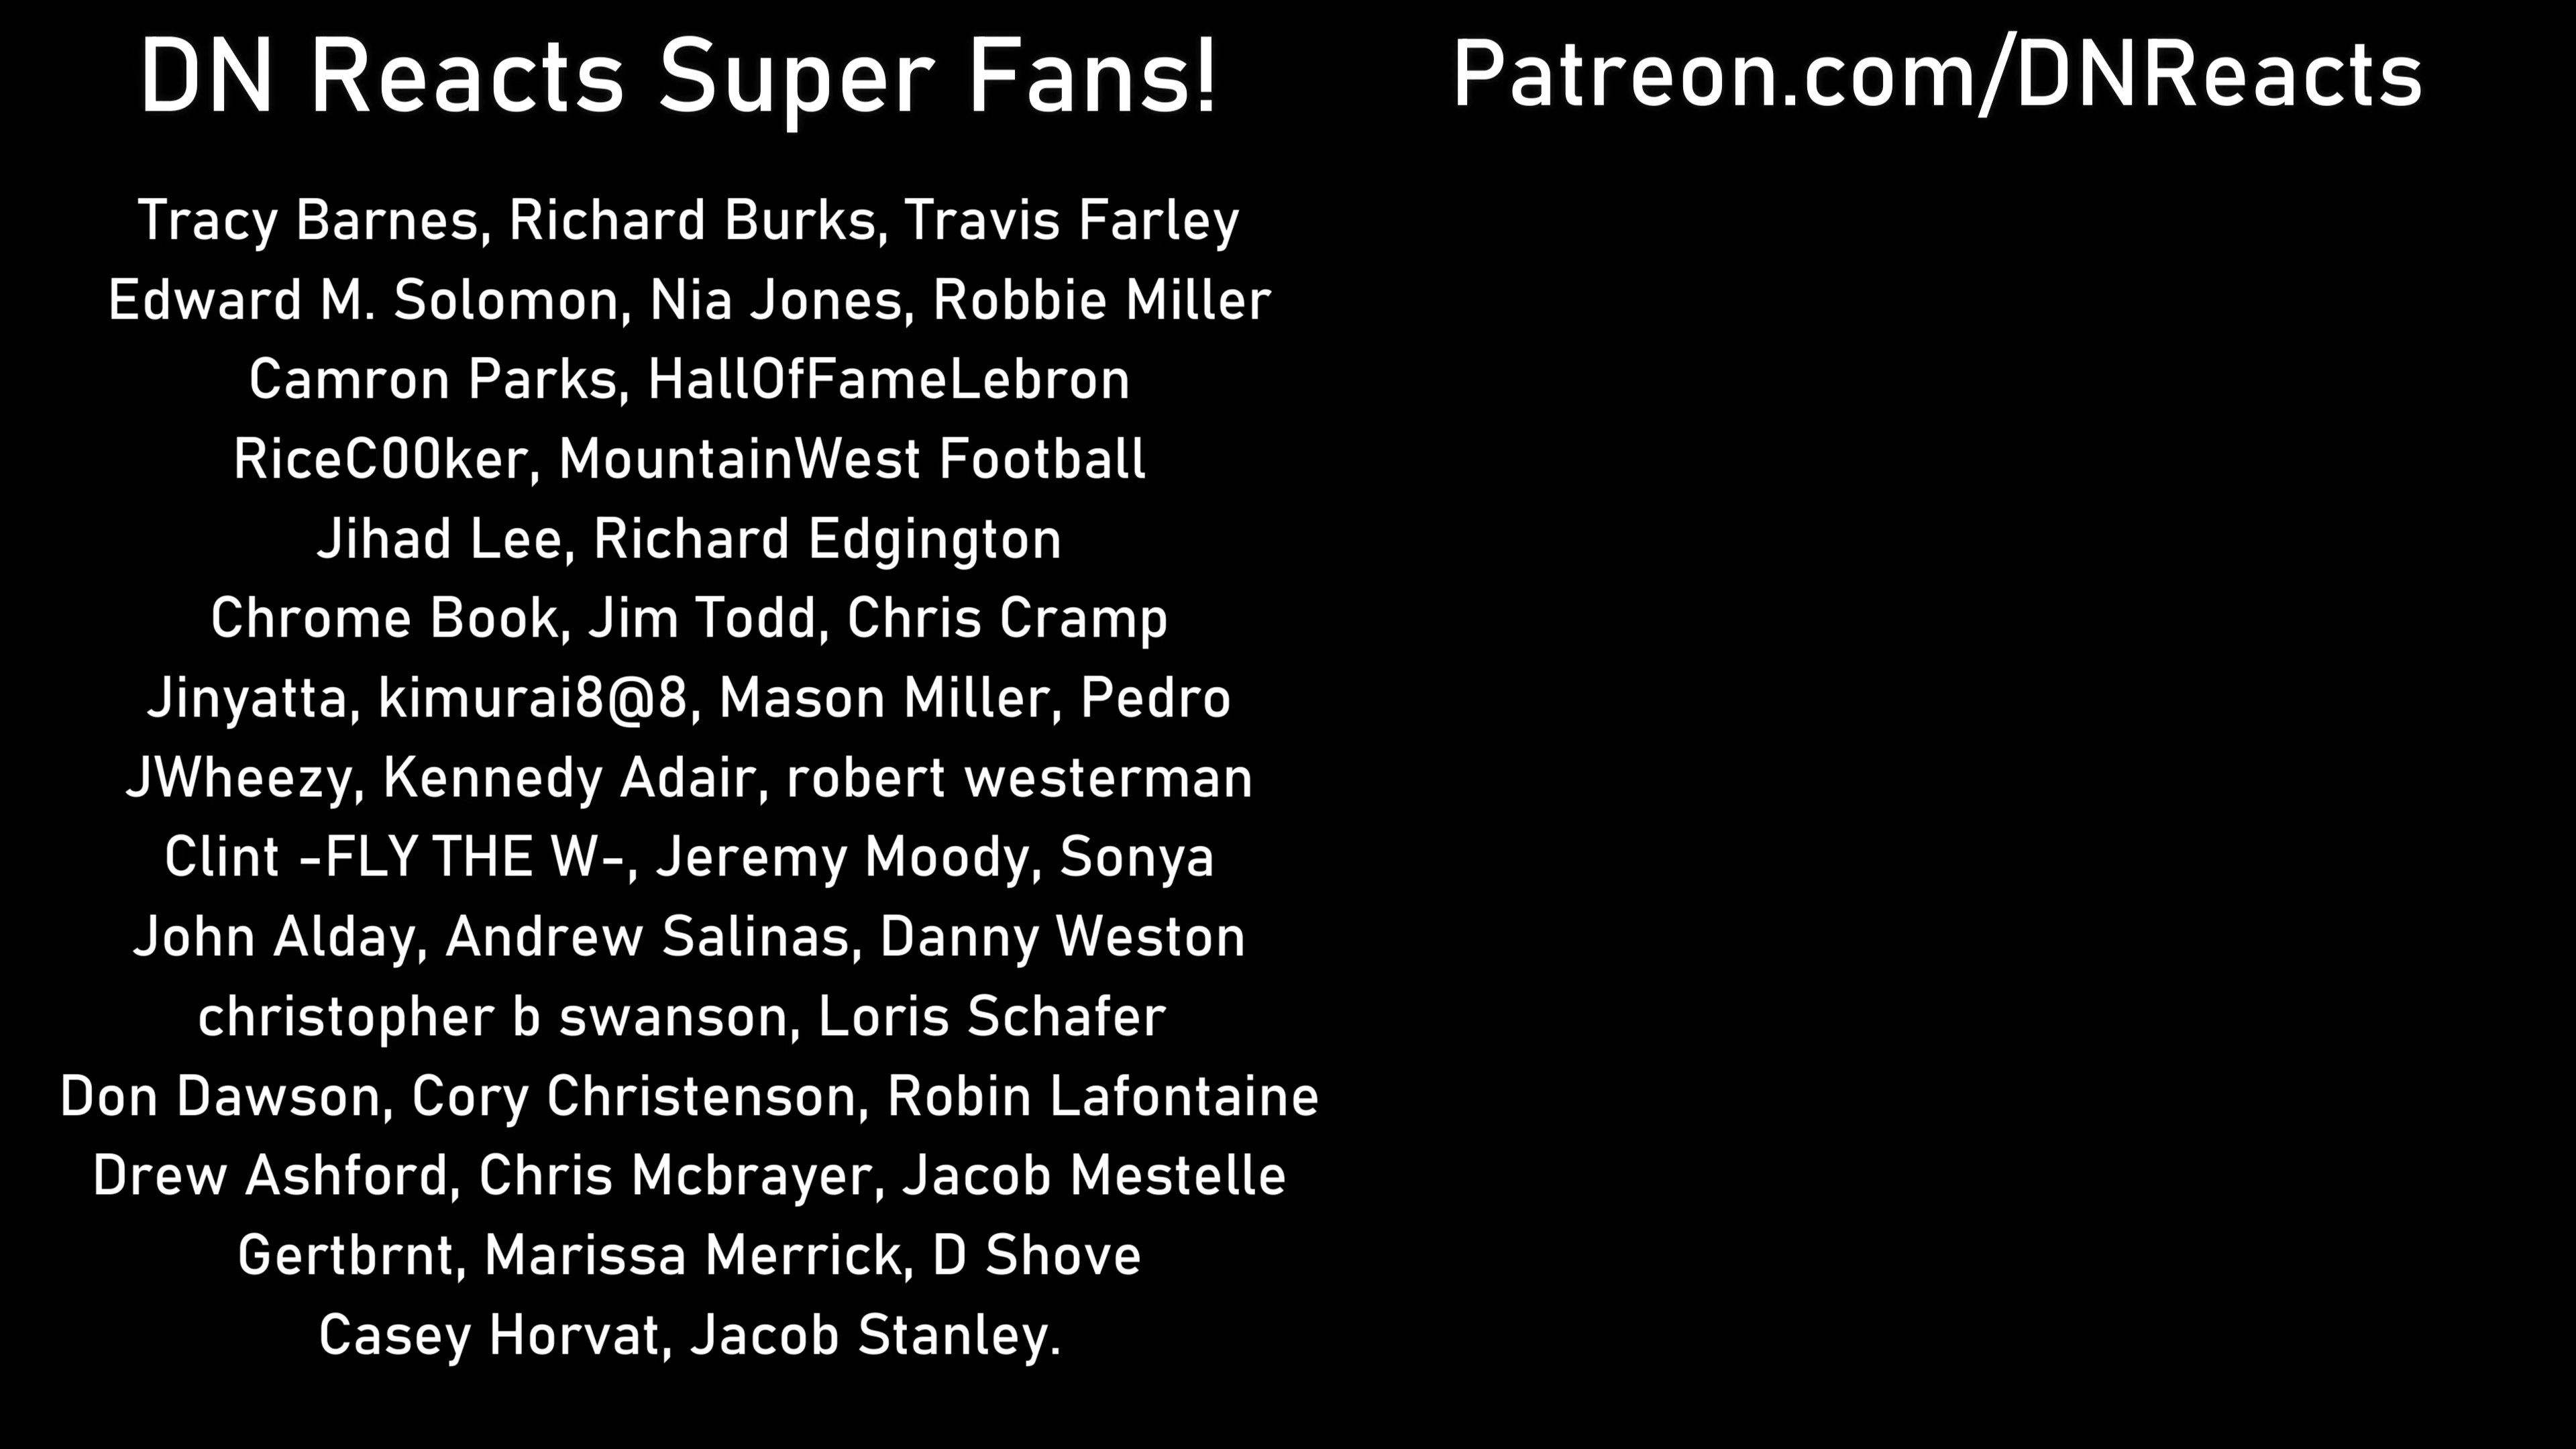 DN Reacts Super Fans!
Patreon.com/DNReacts
Tracy Barnes, Richard Burks, Travis Farley
Edward M. Solomon, Nia Jones, Robbie Miller
Camron Parks, HallOfFameLebron
RiceC00ker, MountainWest Football
Jihad Lee, Richard Edgington
Chrome Book, Jim Todd, Chris Cramp
Jinyatta, kimurai8@8, Mason Miller, Pedro
JWheezy, Kennedy Adair, robert westerman
Clint -FLY THE W-, Jeremy Moody, Sonya
John Alday, Andrew Salinas, Danny Weston
christopher b swanson, Loris Schafer
Don Dawson, Cory Christenson, Robin Lafontaine
Drew Ashford, Chris Mcbrayer, Jacob Mestelle
Gertbrnt, Marissa Merrick, D Shove
Casey Horvat, Jacob Stanley.